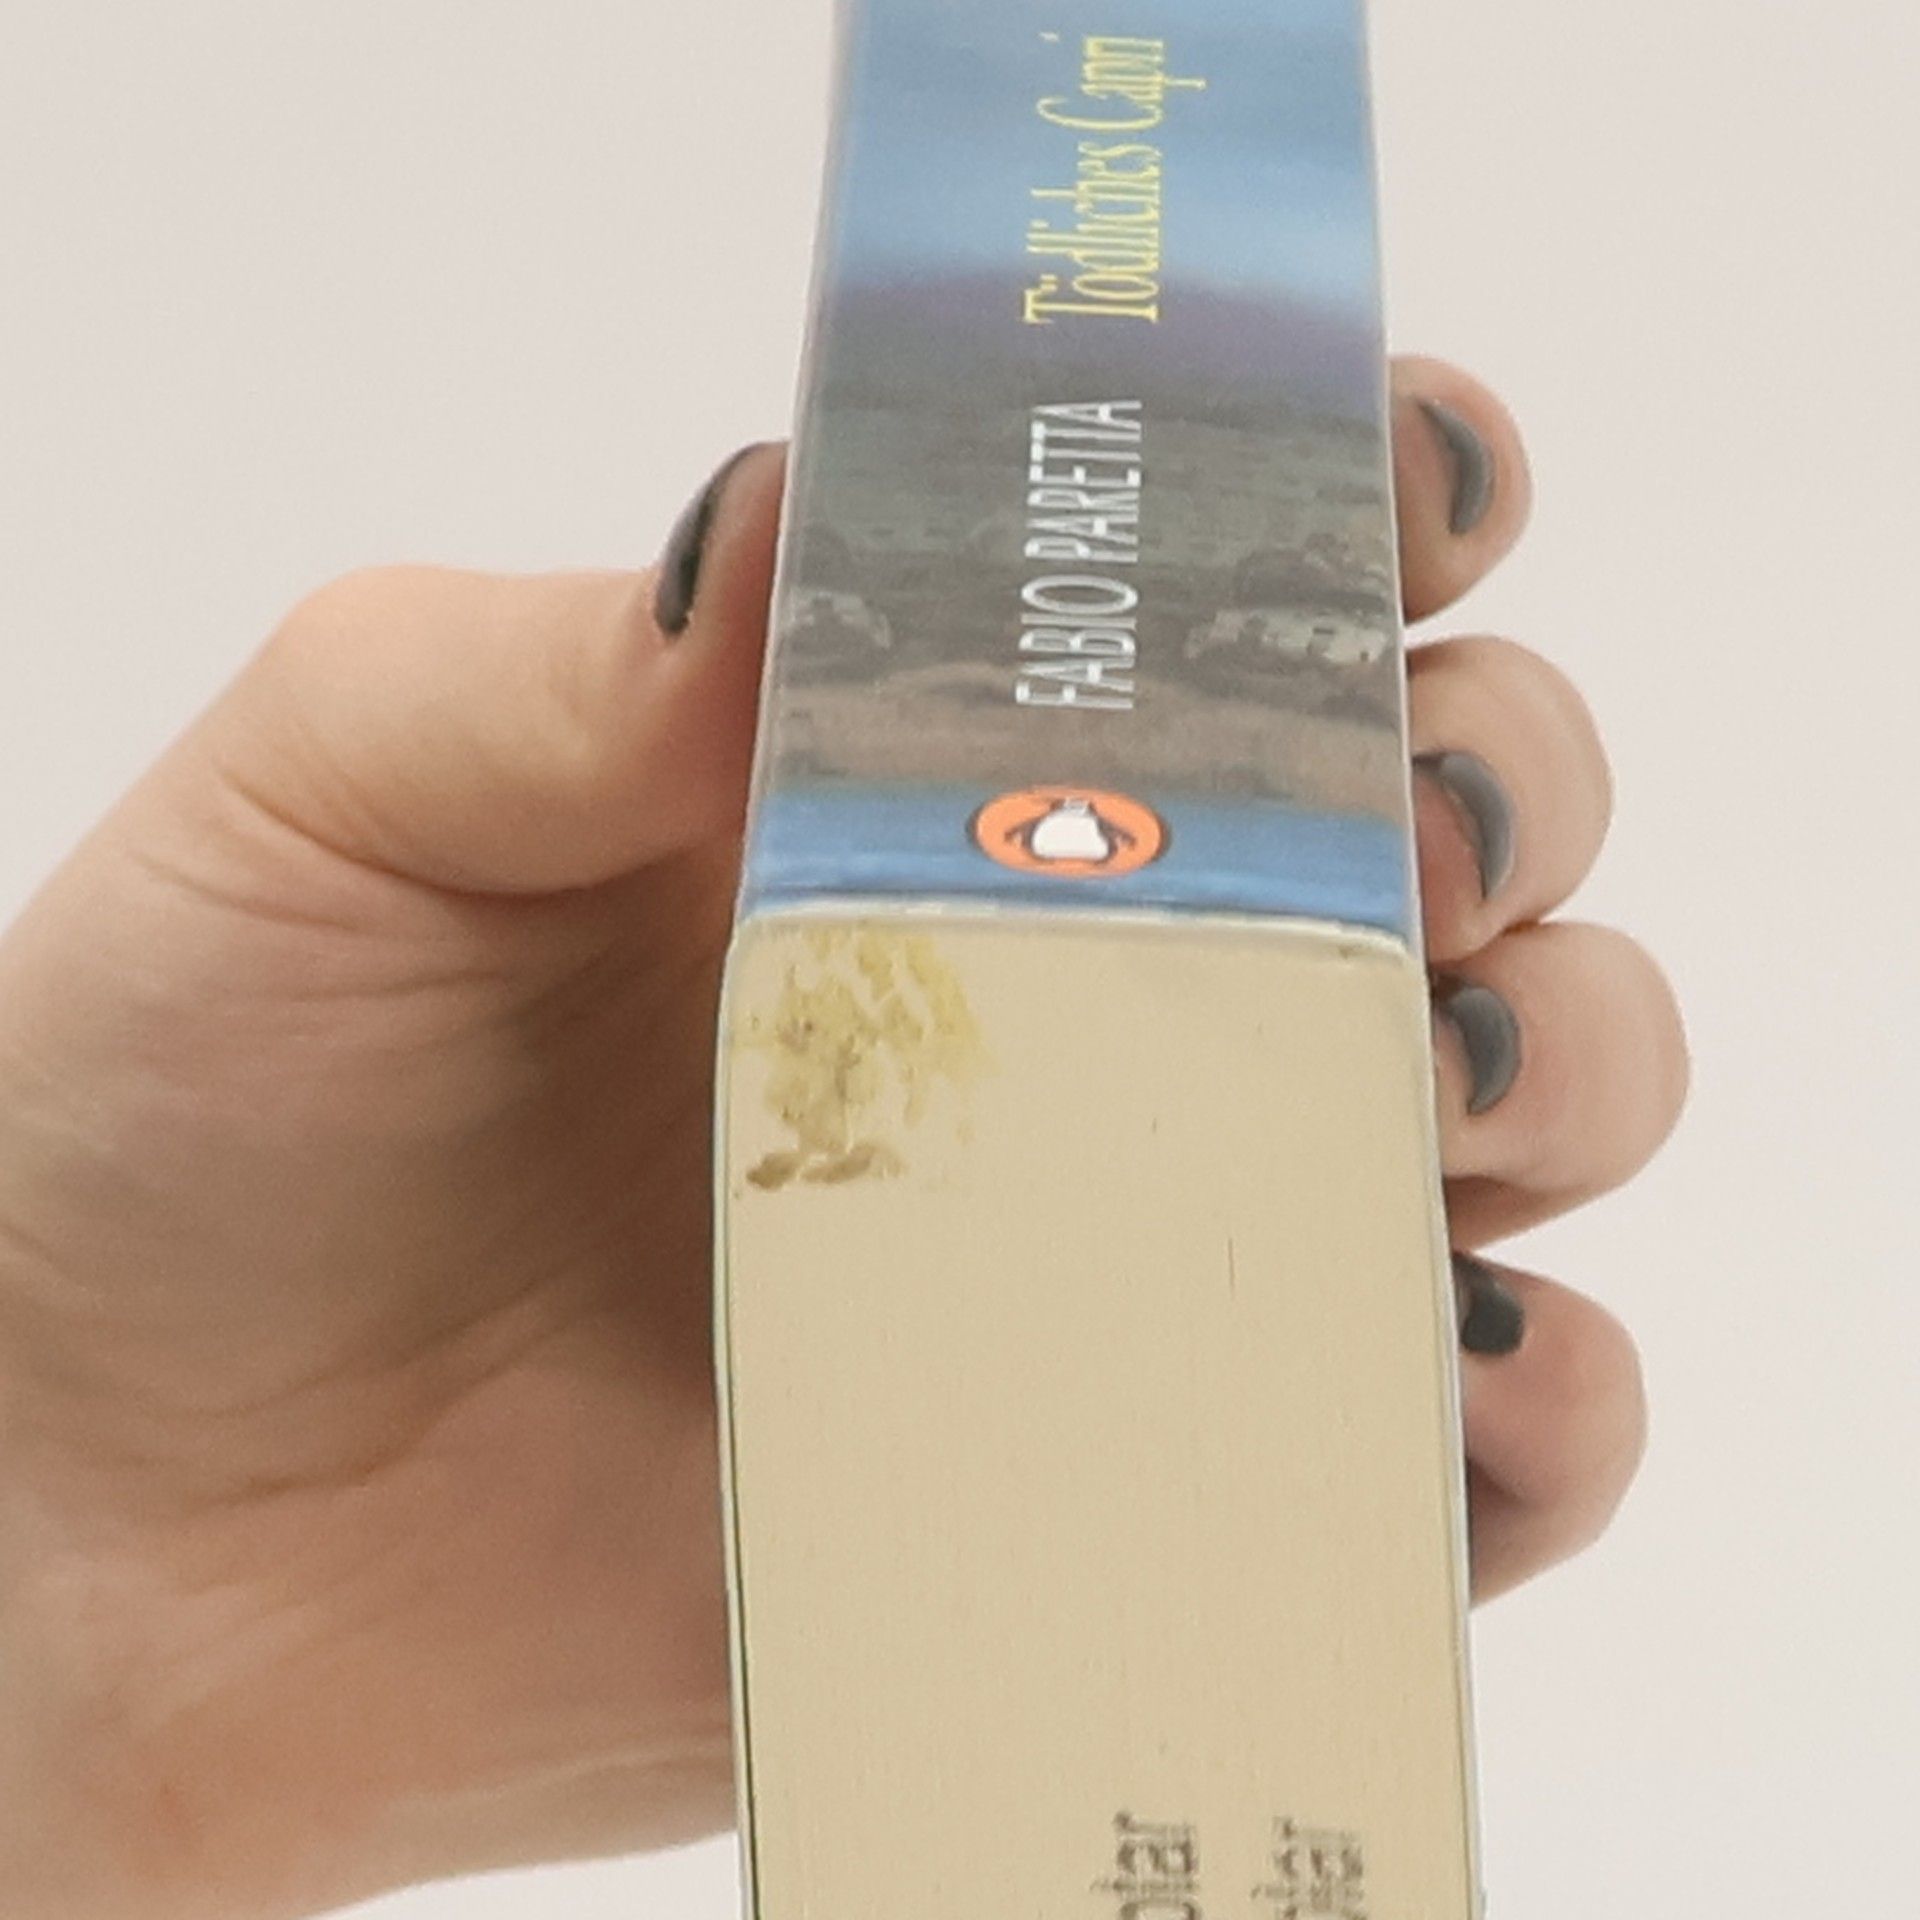 FABIO PARETTA Tödliches Capri